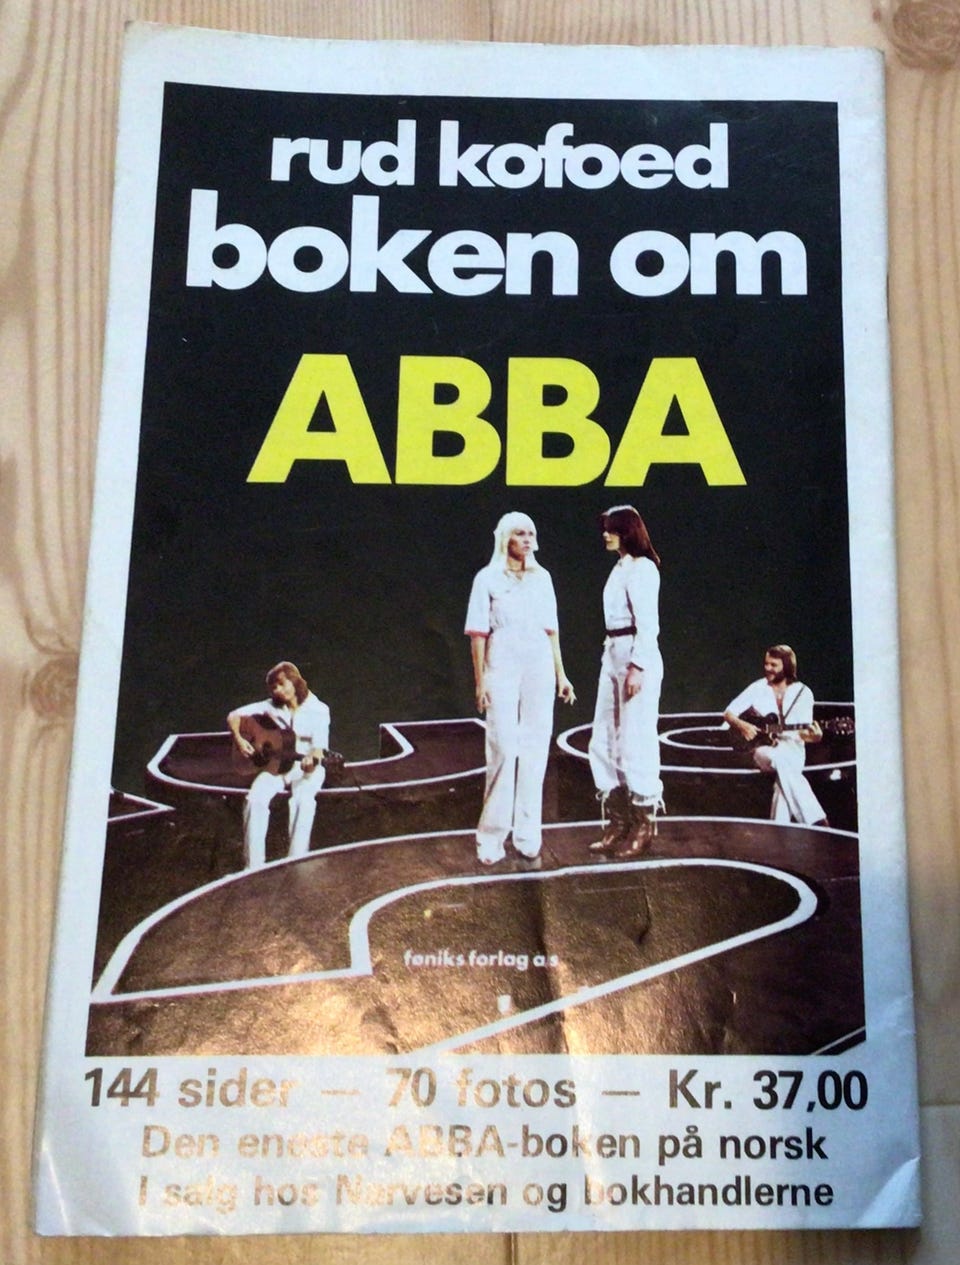 rud kofoed
boken om
ABBA
føniks forlag a.s
144 sider — 70 fotos — Kr. 37,00
Den eneste ABBA-boken på norsk
I salg hos Narvesen og bokhandlerne